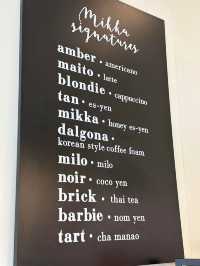 Mikka
signatures
amber • americano
maito • latte
blondie • cappuccino
tan • es-yen
mikka • honey es-yen
dalgona •
korean style coffee foam
milo • milo
noir • coco yen
brick • thai tea
barbie • nom yen
tart • cha manao